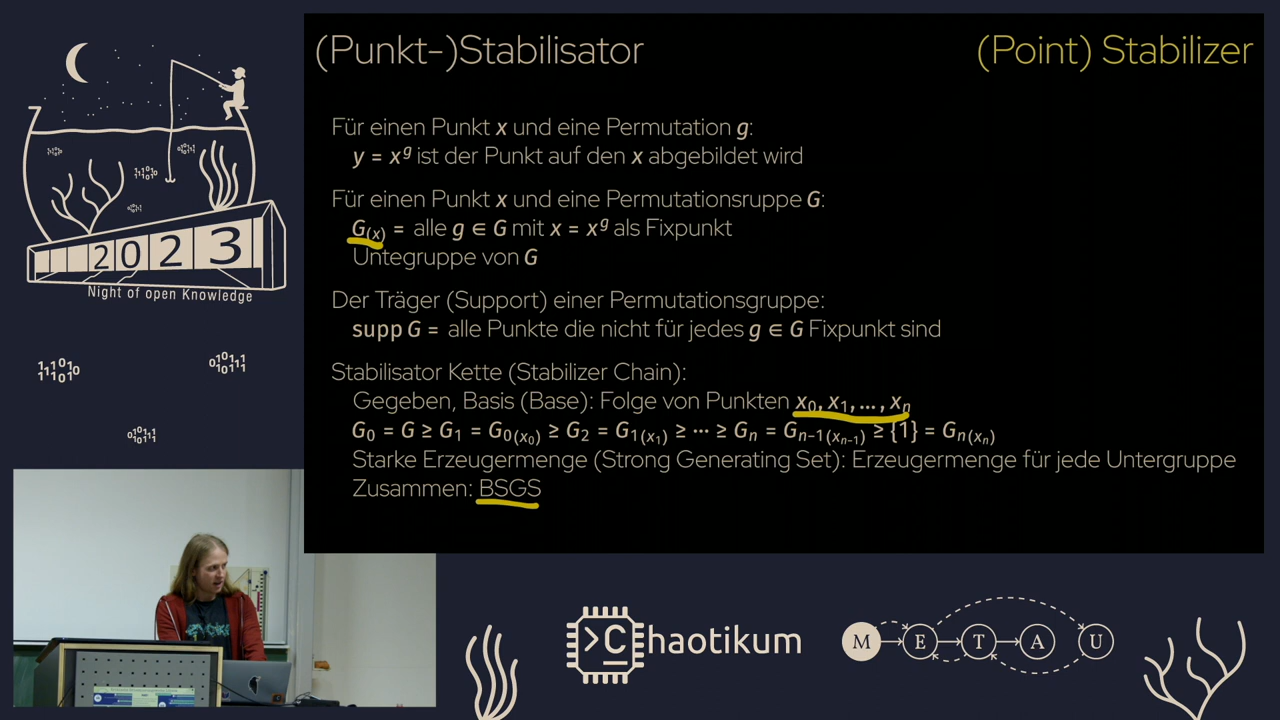 (Punkt-)Stabilisator
(Point) Stabilizer
Für einen Punkt x und eine Permutation g:
y = x^g ist der Punkt auf den x abgebildet wird
Für einen Punkt x und eine Permutationsruppe G:
G_(x) = alle g ∈ G mit x = x^g als Fixpunkt
Untegruppe von G
Der Träger (Support) einer Permutationsgruppe:
supp G = alle Punkte die nicht für jedes g ∈ G Fixpunkt sind
Stabilisator Kette (Stabilizer Chain):
Gegeben, Basis (Base): Folge von Punkten x₀, x₁, ..., xₙ
G₀ = G ≥ G₁ = G₀₍ₓ₀₎ ≥ G₂ = G₁₍ₓ₁₎ ≥ ⋯ ≥ Gₙ = Gₙ₋₁₍ₓₙ₋₁₎ ≥ {1} = Gₙ₍ₓₙ₎
Starke Erzeugermenge (Strong Generating Set): Erzeugermenge für jede Untergruppe
Zusammen: BSGS
2023
Night of open Knowledge
>C haotikum
M E T A U